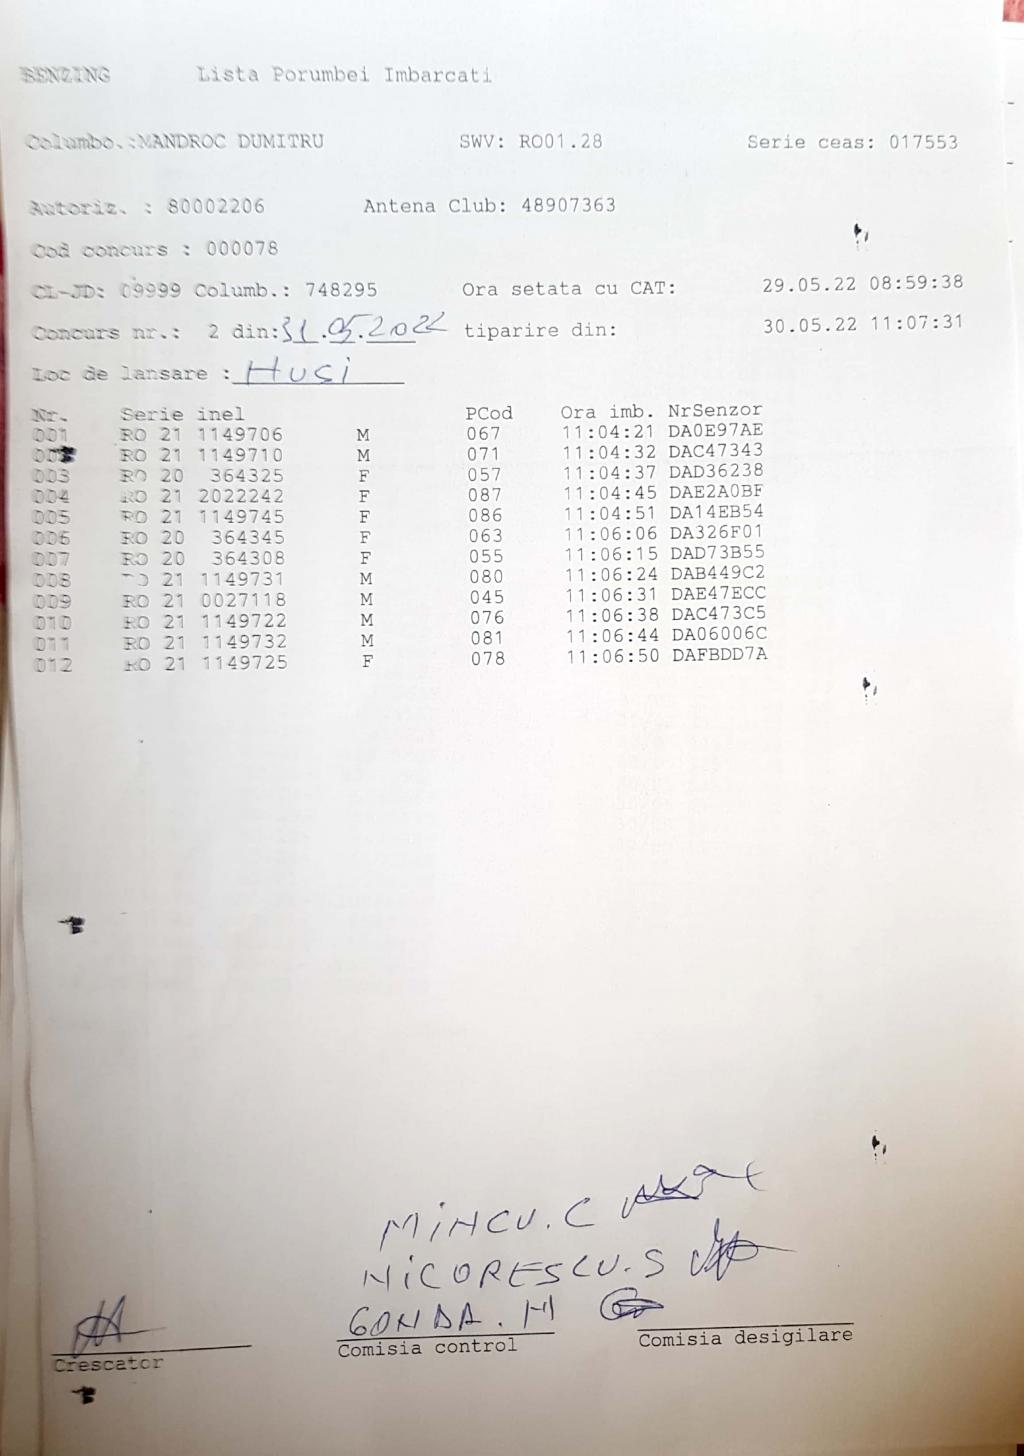 BENZING Lista Porumbei Imbarcati
Columbo.:MANDROC DUMITRU SWV: RO01.28 Serie ceas: 017553
Autoriz. : 80002206 Antena Club: 48907363
Cod concurs : 000078
CL-JD: 09999 Columb.: 748295 Ora setata cu CAT: 29.05.22 08:59:38
Concurs nr.: 2 din: 31.05.2022 tiparire din: 30.05.22 11:07:31
Loc de lansare : Husi
Nr. Serie inel PCod Ora imb. NrSenzor
001 RO 21 1149706 M 067 11:04:21 DA0E97AE
002 RO 21 1149710 M 071 11:04:32 DAC47343
003 RO 20 364325 F 057 11:04:37 DAD36238
004 RO 21 2022242 F 087 11:04:45 DAE2A0BF
005 RO 21 1149745 F 086 11:04:51 DA14EB54
006 RO 20 364345 F 063 11:06:06 DA326F01
007 RO 20 364308 F 055 11:06:15 DAD73B55
008 RO 21 1149731 M 080 11:06:24 DAB449C2
009 RO 21 0027118 M 045 11:06:31 DAE47ECC
010 RO 21 1149722 M 076 11:06:38 DAC473C5
011 RO 21 1149732 M 081 11:06:44 DA06006C
012 RO 21 1149725 F 078 11:06:50 DAFBDD7A
MINCU.C
NICORESCU.S
GONDA.H
Crescator Comisia control Comisia desigilare